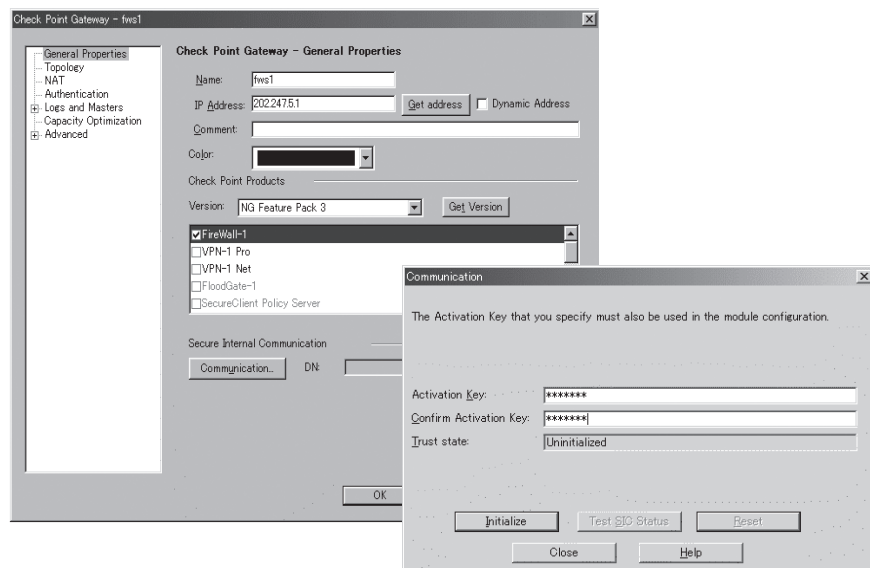 Check Point Gateway - fws1
General Properties
Topology
NAT
Authentication
Logs and Masters
Capacity Optimization
Advanced
Check Point Gateway - General Properties
Name: fws1
IP Address: 202.247.5.1 Get address Dynamic Address
Comment:
Color:
Check Point Products
Version: NG Feature Pack 3 Get Version
FireWall-1
VPN-1 Pro
VPN-1 Net
FloodGate-1
SecureClient Policy Server
Secure Internal Communication
Communication.. DN:
OK
Communication
The Activation Key that you specify must also be used in the module configuration.
Activation Key: *******
Confirm Activation Key: *******
Trust state: Uninitialized
Initialize Test SIC Status Reset
Close Help